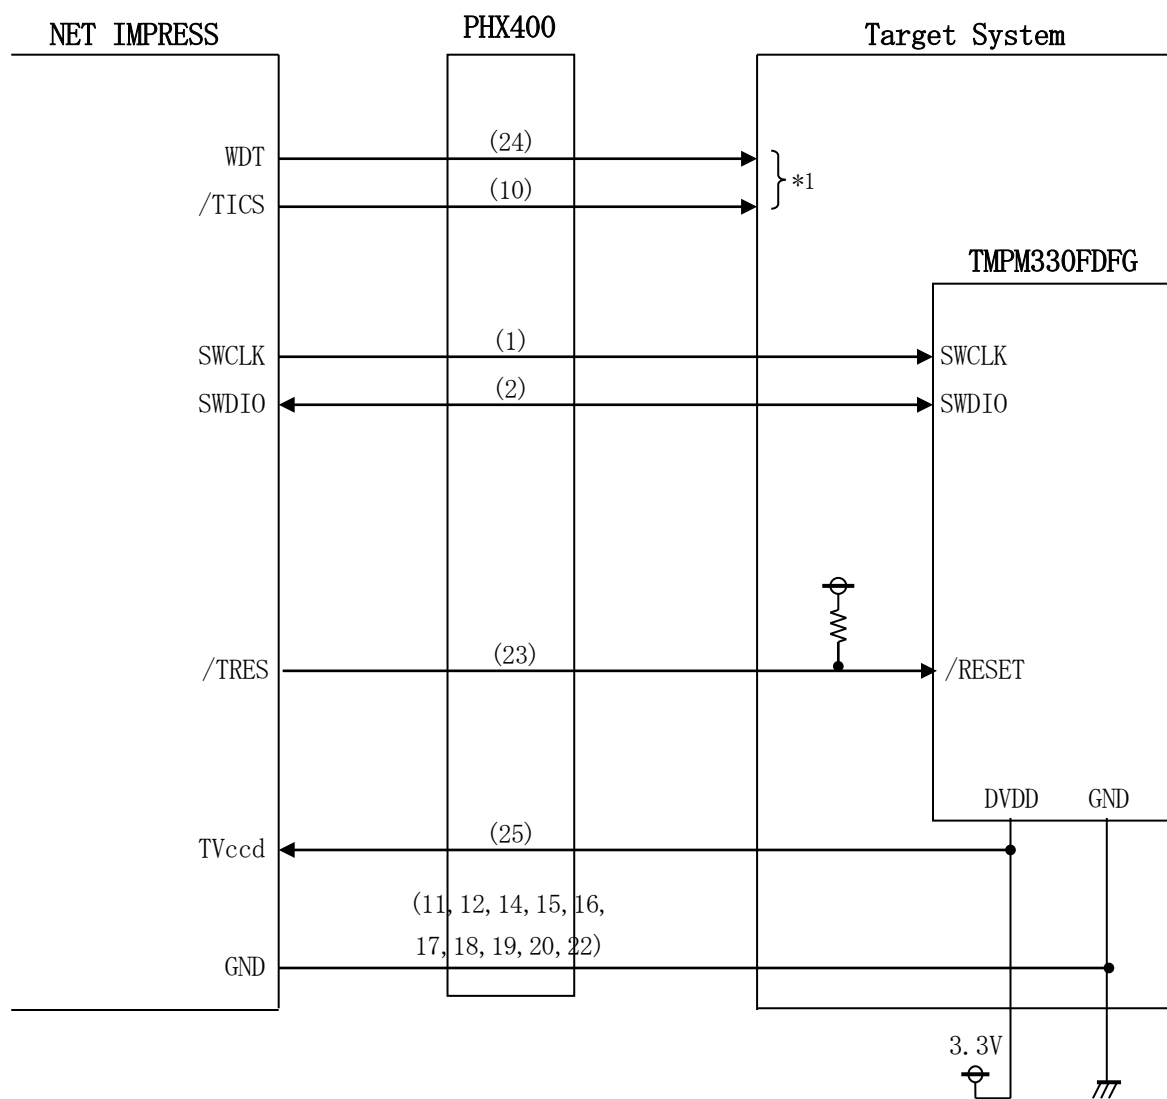 NET IMPRESS
PHX400
Target System
WDT
(24)
*1
/TICS
(10)
TMPM330FDFG
SWCLK
(1)
SWCLK
SWDIO
(2)
SWDIO
/TRES
(23)
/RESET
DVDD
GND
TVccd
(25)
(11,12,14,15,16,
17,18,19,20,22)
GND
3.3V